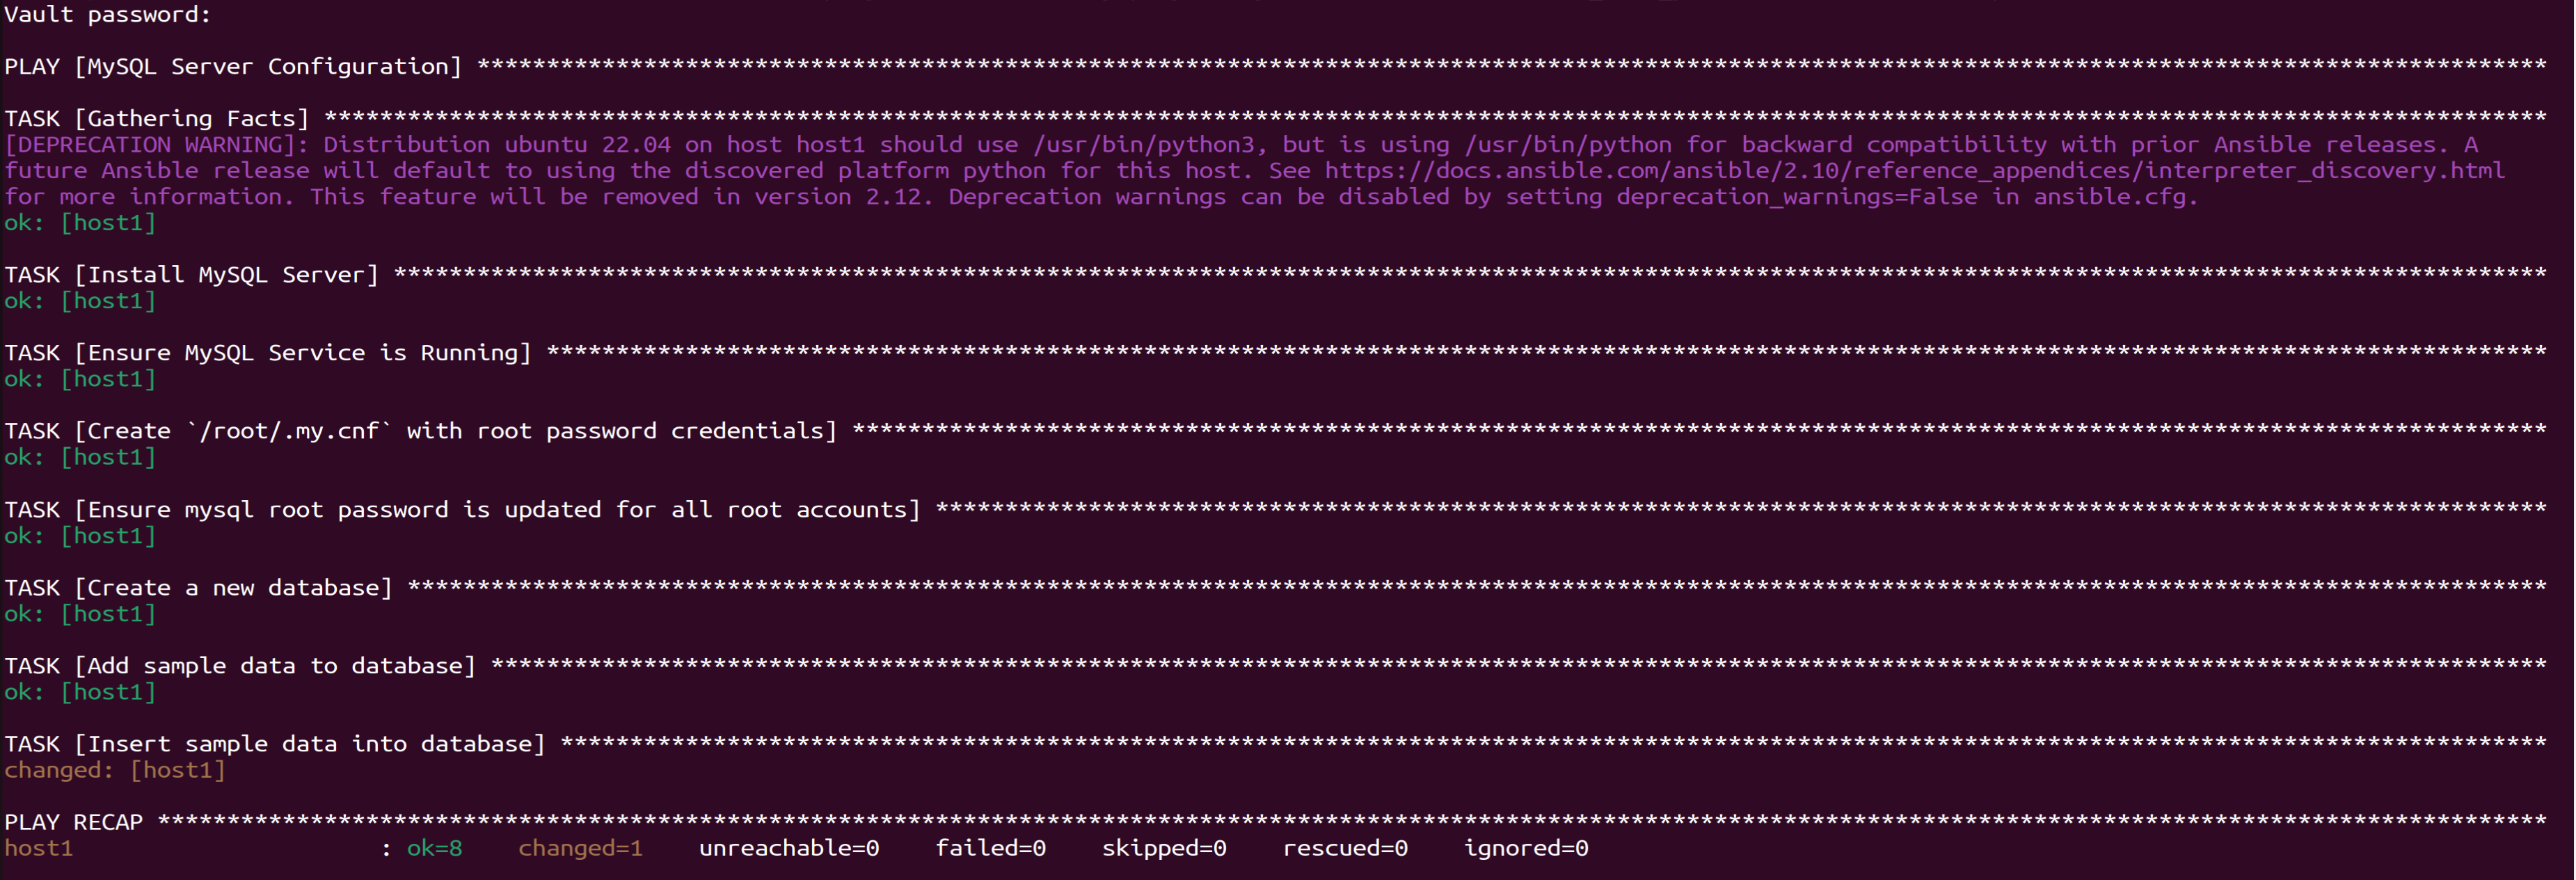 Vault password:
PLAY [MySQL Server Configuration] *****************************************************************************************************************************************************
TASK [Gathering Facts] ****************************************************************************************************************************************************************
[DEPRECATION WARNING]: Distribution ubuntu 22.04 on host host1 should use /usr/bin/python3, but is using /usr/bin/python for backward compatibility with prior Ansible releases. A
future Ansible release will default to using the discovered platform python for this host. See https://docs.ansible.com/ansible/2.10/reference_appendices/interpreter_discovery.html
for more information. This feature will be removed in version 2.12. Deprecation warnings can be disabled by setting deprecation_warnings=False in ansible.cfg.
ok: [host1]
TASK [Install MySQL Server] ***********************************************************************************************************************************************************
ok: [host1]
TASK [Ensure MySQL Service is Running] ************************************************************************************************************************************************
ok: [host1]
TASK [Create `/root/.my.cnf` with root password credentials] **************************************************************************************************************************
ok: [host1]
TASK [Ensure mysql root password is updated for all root accounts] ********************************************************************************************************************
ok: [host1]
TASK [Create a new database] **********************************************************************************************************************************************************
ok: [host1]
TASK [Add sample data to database] ****************************************************************************************************************************************************
ok: [host1]
TASK [Insert sample data into database] ***********************************************************************************************************************************************
changed: [host1]
PLAY RECAP ****************************************************************************************************************************************************************************
host1                      : ok=8    changed=1    unreachable=0    failed=0    skipped=0    rescued=0    ignored=0